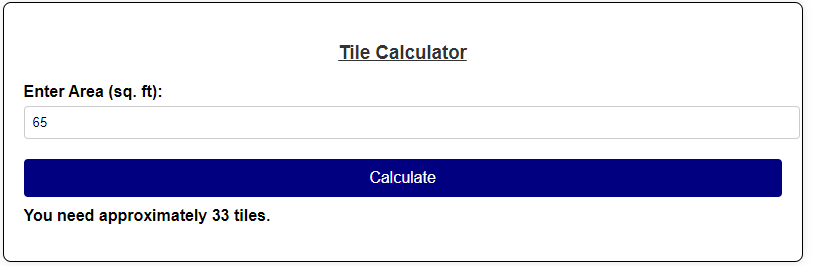 Tile Calculator
Enter Area (sq. ft):
65
Calculate
You need approximately 33 tiles.